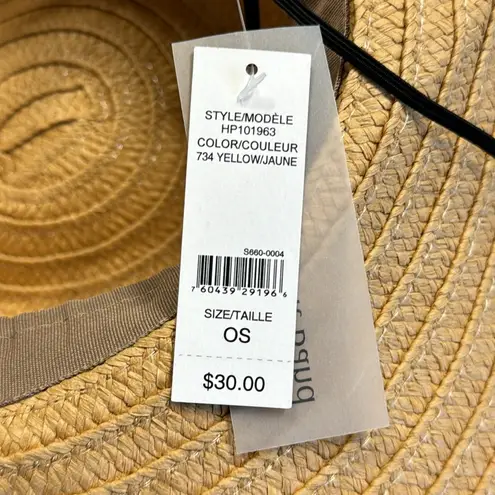 STYLE/MODÈLE
HP101963
COLOR/COULEUR
734 YELLOW/JAUNE
S660-0004
7 60439 29196 6
SIZE/TAILLE
OS
$30.00